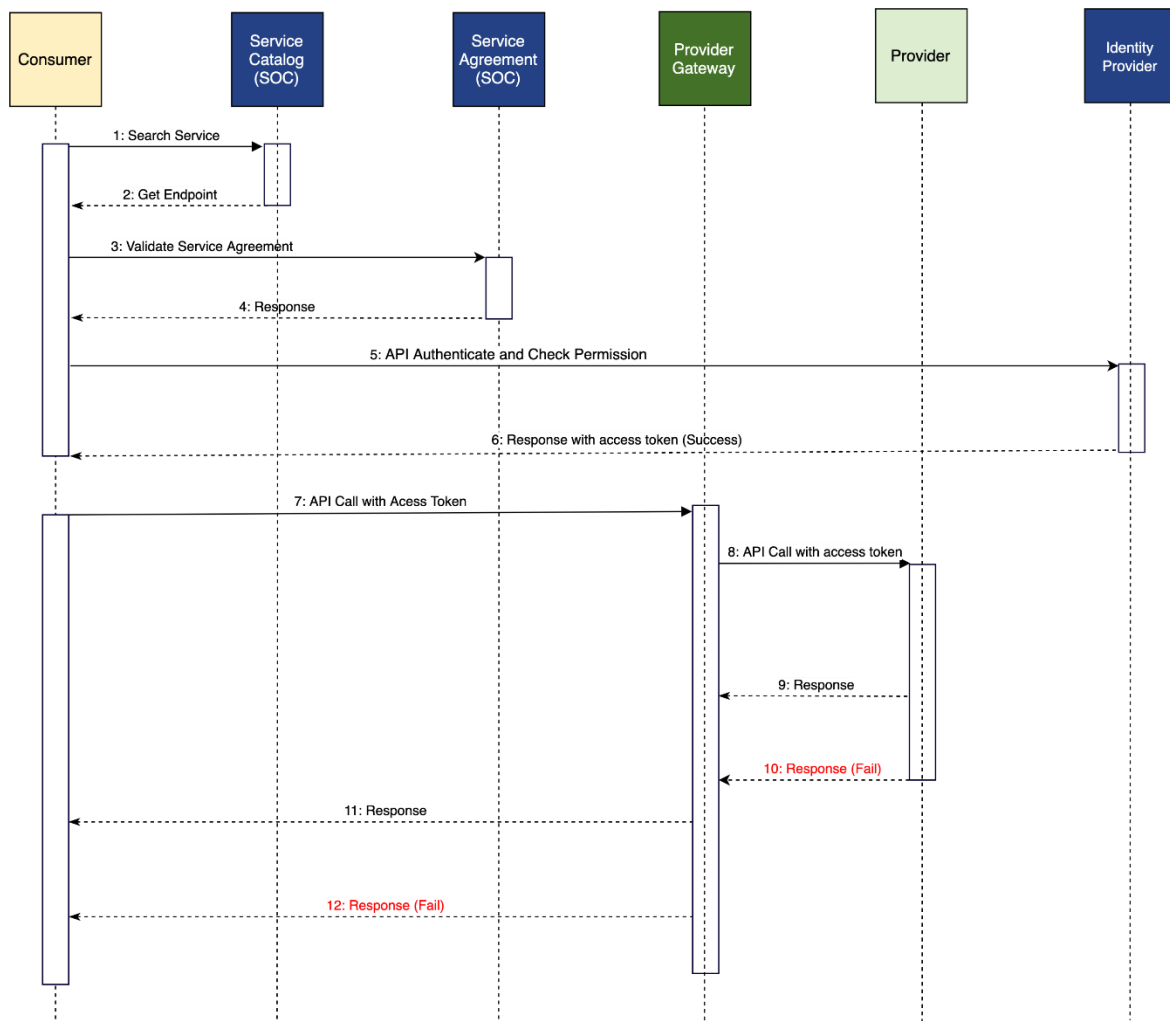 Consumer
Service
Catalog
(SOC)
Service
Agreement
(SOC)
Provider
Gateway
Provider
Identity
Provider
1: Search Service
2: Get Endpoint
3: Validate Service Agreement
4: Response
5: API Authenticate and Check Permission
6: Response with access token (Success)
7: API Call with Acess Token
8: API Call with access token
9: Response
10: Response (Fail)
11: Response
12: Response (Fail)